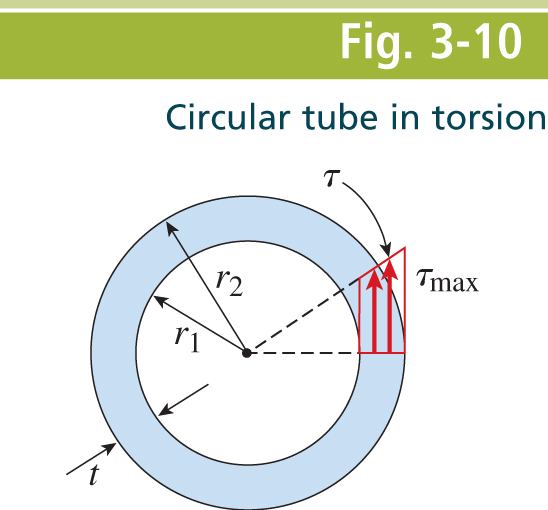 Fig. 3-10
Circular tube in torsion
τ
r2
τmax
r1
t